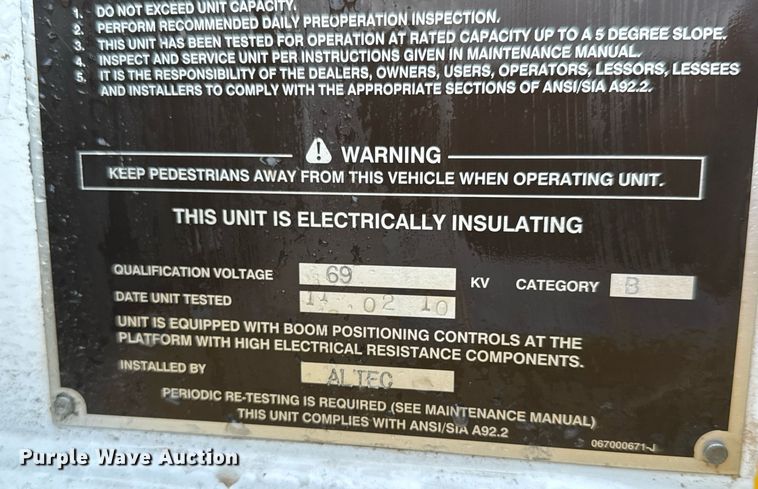 1. DO NOT EXCEED UNIT CAPACITY.
2. PERFORM RECOMMENDED DAILY PREOPERATION INSPECTION.
3. THIS UNIT HAS BEEN TESTED FOR OPERATION AT RATED CAPACITY UP TO A 5 DEGREE SLOPE.
4. INSPECT AND SERVICE UNIT PER INSTRUCTIONS GIVEN IN MAINTENANCE MANUAL.
5. IT IS THE RESPONSIBILITY OF THE DEALERS, OWNERS, USERS, OPERATORS, LESSORS, LESSEES
AND INSTALLERS TO COMPLY WITH THE APPROPRIATE SECTIONS OF ANSI/SIA A92.2.
WARNING
KEEP PEDESTRIANS AWAY FROM THIS VEHICLE WHEN OPERATING UNIT.
THIS UNIT IS ELECTRICALLY INSULATING
QUALIFICATION VOLTAGE 69 KV CATEGORY B
DATE UNIT TESTED 11 02 10
UNIT IS EQUIPPED WITH BOOM POSITIONING CONTROLS AT THE
PLATFORM WITH HIGH ELECTRICAL RESISTANCE COMPONENTS.
INSTALLED BY ALTEC
PERIODIC RE-TESTING IS REQUIRED (SEE MAINTENANCE MANUAL)
THIS UNIT COMPLIES WITH ANSI/SIA A92.2
067000671-J
Purple Wave Auction